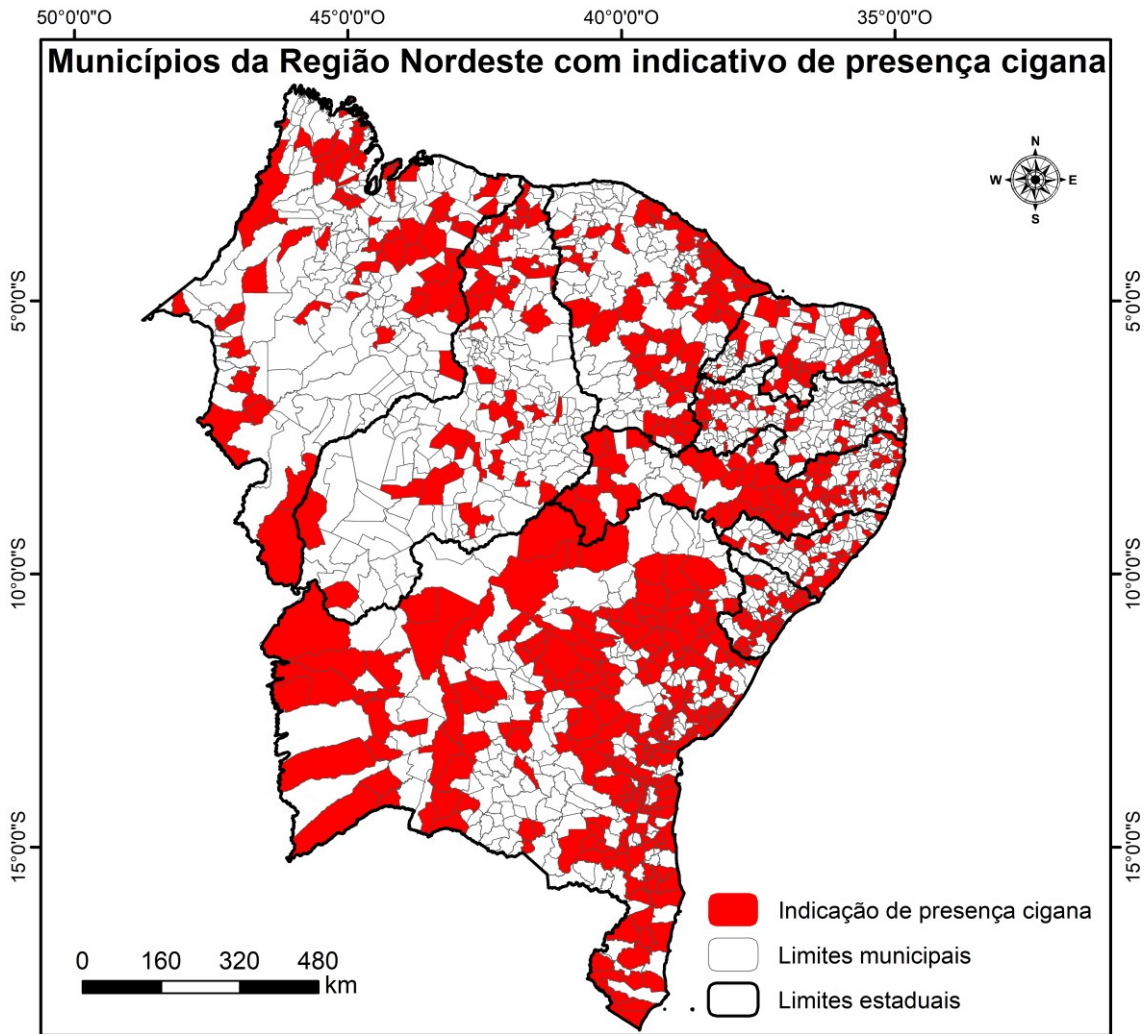 50°0'0"O 45°0'0"O 40°0'0"O 35°0'0"O
Municípios da Região Nordeste com indicativo de presença cigana
N
W E
S
5°0'0"S 5°0'0"S
10°0'0"S 10°0'0"S
15°0'0"S 15°0'0"S
Indicação de presença cigana
Limites municipais
Limites estaduais
0 160 320 480
km